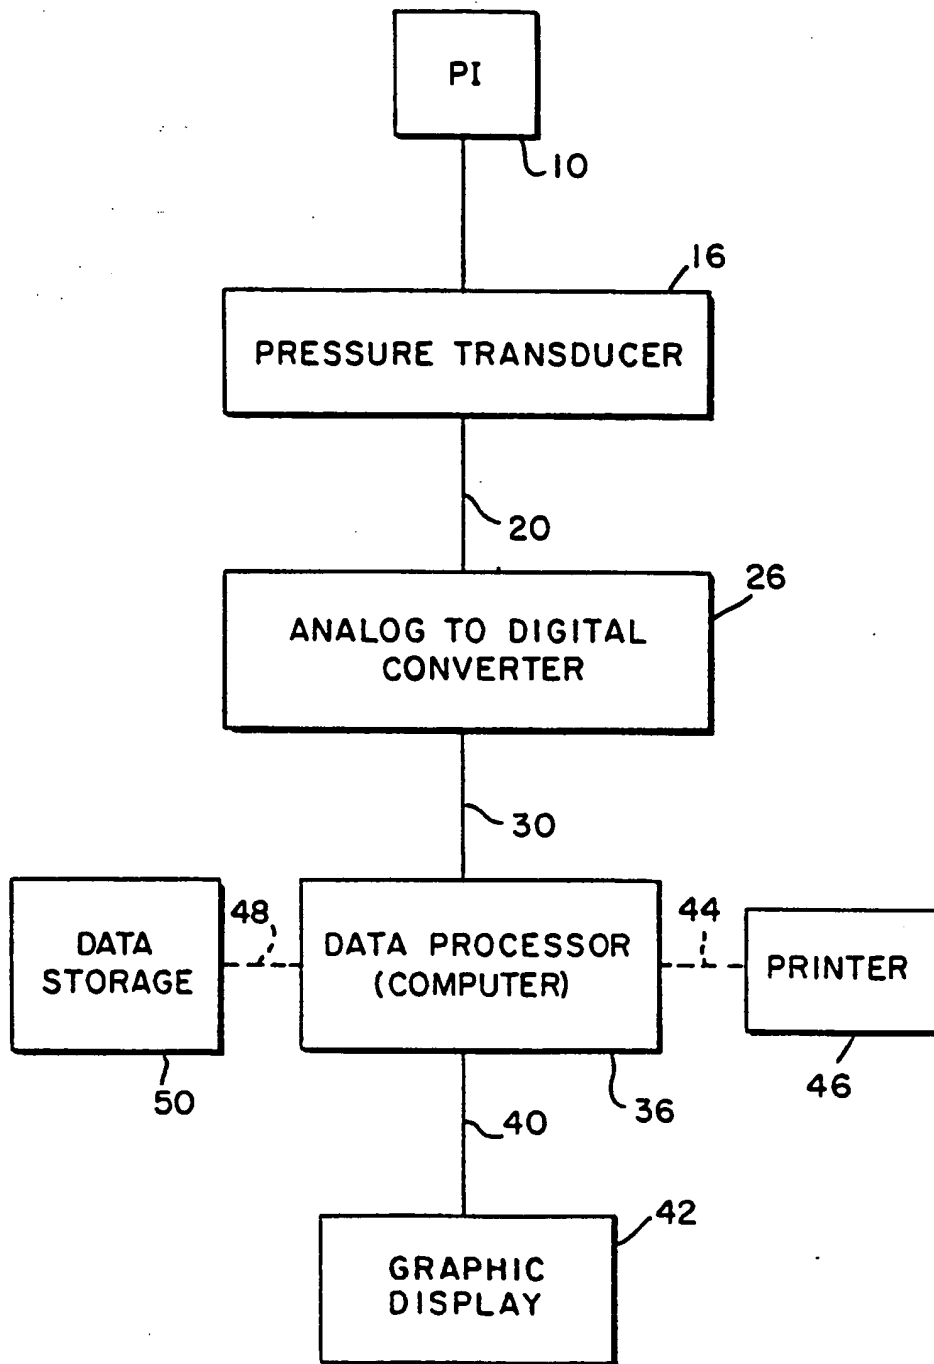 PI
10
16
PRESSURE TRANSDUCER
20
26
ANALOG TO DIGITAL
CONVERTER
30
48
44
DATA
STORAGE
DATA PROCESSOR
(COMPUTER)
PRINTER
50
36
46
40
42
GRAPHIC
DISPLAY